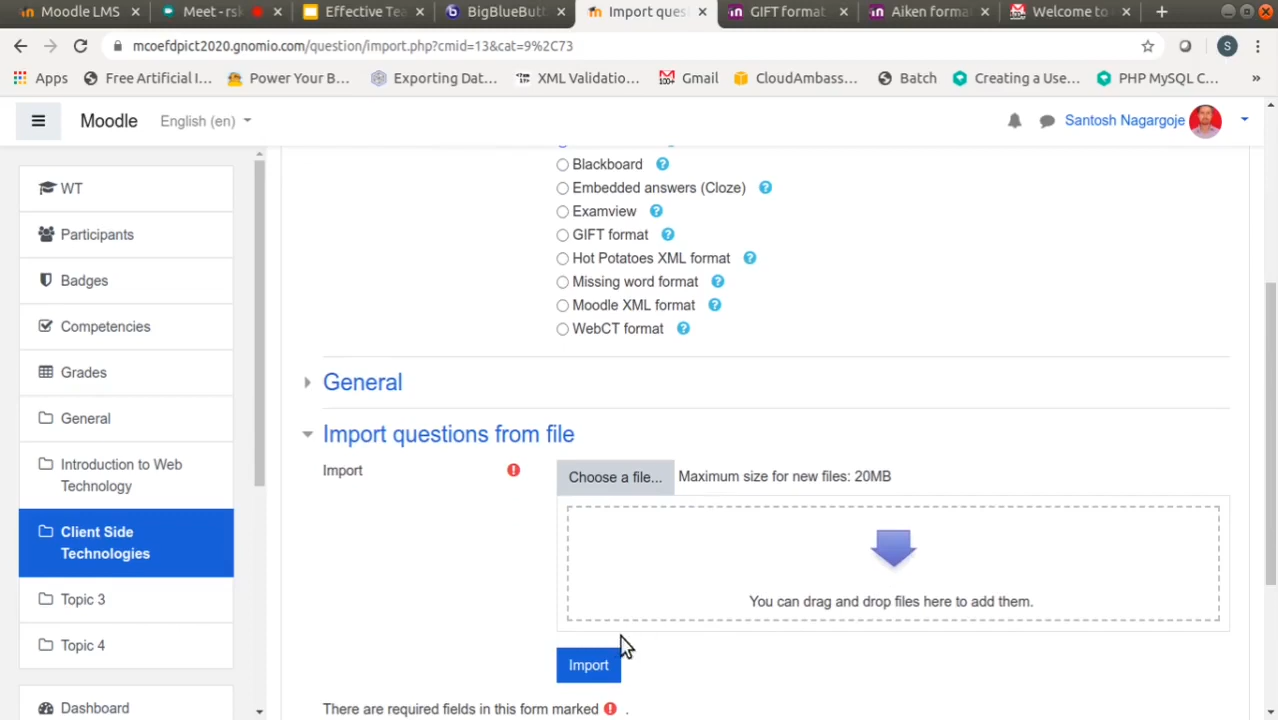 Moodle LMS
Meet - rsk
Effective Tea
BigBlueButt
Import ques
GIFT format
Aiken forma
Welcome to
mcoefdpict2020.gnomio.com/question/import.php?cmid=13&cat=9%2C73
S
Apps
Free Artificial I...
Power Your B...
Exporting Dat...
XML Validatio...
Gmail
CloudAmbass...
Batch
Creating a Use...
PHP MySQL C...
»
Moodle
English (en)
Santosh Nagargoje
WT
Participants
Badges
Competencies
Grades
General
Introduction to Web
Technology
Client Side
Technologies
Topic 3
Topic 4
Dashboard
Blackboard
Embedded answers (Cloze)
Examview
GIFT format
Hot Potatoes XML format
Missing word format
Moodle XML format
WebCT format
General
Import questions from file
Import
Choose a file...
Maximum size for new files: 20MB
You can drag and drop files here to add them.
Import
There are required fields in this form marked .